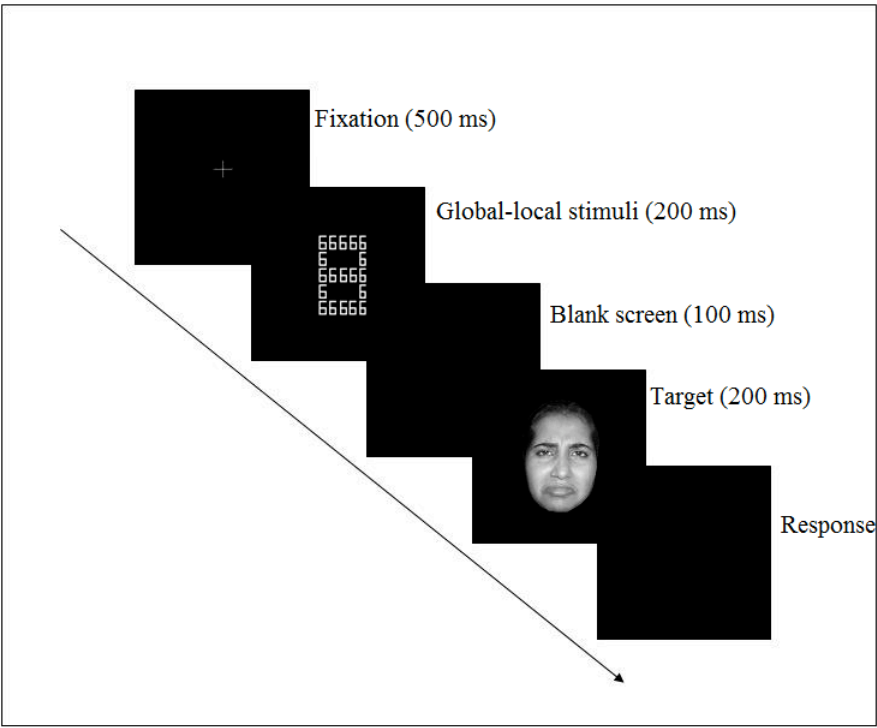 Fixation (500 ms)
Global-local stimuli (200 ms)
66666
6 6
66666
6 6
66666
Blank screen (100 ms)
Target (200 ms)
Response